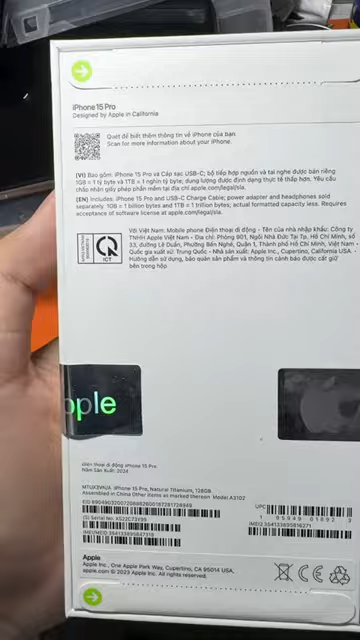 iPhone 15 Pro
Designed by Apple in California
Quét để biết thêm thông tin về iPhone của bạn.
Scan for more information about your iPhone.
(VI) Bao gồm: iPhone 15 Pro và Cáp sạc USB-C; bộ tiếp hợp nguồn và tai nghe được bán riêng
1GB = 1 tỷ byte và 1TB = 1 nghìn tỷ byte; dung lượng được định dạng thực tế thấp hơn. Yêu cầu
chấp nhận giấy phép phần mềm tại địa chỉ apple.com/legal/sla.
(EN) Includes: iPhone 15 Pro and USB-C Charge Cable; power adapter and headphones sold
separately. 1GB = 1 billion bytes and 1TB = 1 trillion bytes; actual formatted capacity less. Requires
acceptance of software license at apple.com/legal/sla.
ICT
Với Việt Nam: Mobile phone Điện thoại di động - Tên của nhà nhập khẩu: Công ty
TNHH Apple Việt Nam - Địa chỉ: Phòng 901, Ngôi Nhà Đức Tại Tp. Hồ Chí Minh, số
33, đường Lê Duẩn, Phường Bến Nghé, Quận 1, Thành phố Hồ Chí Minh, Việt Nam -
Quốc gia xuất xứ: Trung Quốc - Nhà sản xuất: Apple Inc., Cupertino, California USA -
Hướng dẫn sử dụng, bảo quản sản phẩm và thông tin cảnh báo được cất giữ
bên trong hộp
pple
Điện thoại di động iPhone 15 Pro
Năm Sản Xuất: 2024
iPhone 15 Pro, Natural Titanium, 128GB
Assembled in China Other items as marked thereon Model A3102
EID
UPC
(S) Serial No.
IMEI2
IMEI/MEID
Apple
Apple Inc., One Apple Park Way, Cupertino, CA 95014 USA.
apple.com © 2023 Apple Inc. All rights reserved.
CE